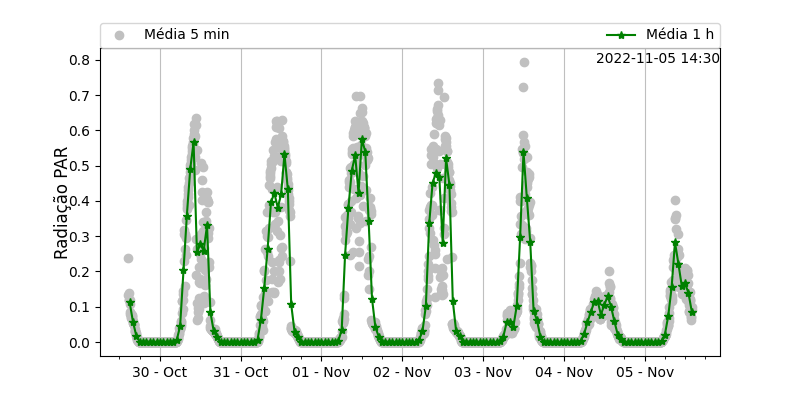 Média 5 min
Média 1 h
2022-11-05 14:30
Radiação PAR
0.8
0.7
0.6
0.5
0.4
0.3
0.2
0.1
0.0
30 - Oct
31 - Oct
01 - Nov
02 - Nov
03 - Nov
04 - Nov
05 - Nov